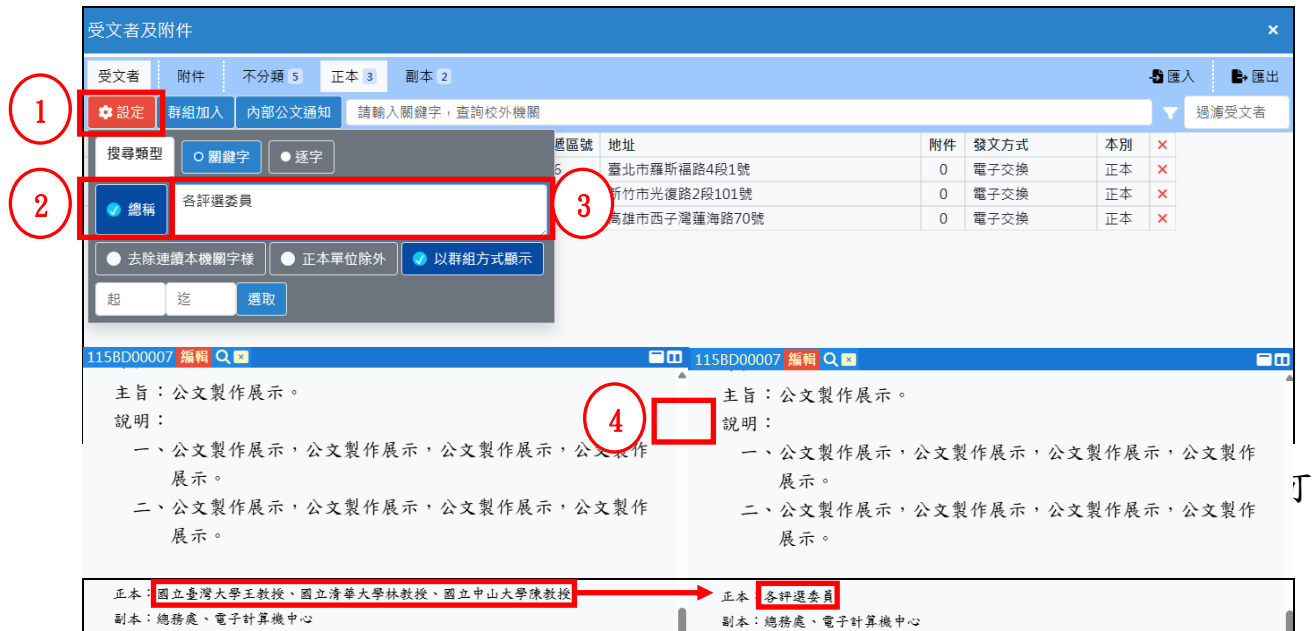 受文者及附件 ×
受文者 附件 不分類 5 正本 3 副本 2 匯入 匯出
1 設定 群組加入 內部公文通知 請輸入關鍵字，查詢校外機關 過濾受文者
搜尋類型 關鍵字 逐字
遞區號 地址 附件 發文方式 本別 ×
臺北市羅斯福路4段1號 0 電子交換 正本 ×
新竹市光復路2段101號 0 電子交換 正本 ×
高雄市西子灣蓮海路70號 0 電子交換 正本 ×
2 總稱 各評選委員 3
去除連續本機關字樣 正本單位除外 以群組方式顯示
起 迄 選取
115BD00007 編輯
主旨：公文製作展示。
說明：
一、公文製作展示，公文製作展示，公文製作展示，公文製作
展示。
二、公文製作展示，公文製作展示，公文製作展示，公文製作
展示。
正本：國立臺灣大學王教授、國立清華大學林教授、國立中山大學陳教授
副本：總務處、電子計算機中心
4
115BD00007 編輯
主旨：公文製作展示。
說明：
一、公文製作展示，公文製作展示，公文製作展示，公文製作
展示。
二、公文製作展示，公文製作展示，公文製作展示，公文製作
展示。
正本：各評選委員
副本：總務處、電子計算機中心